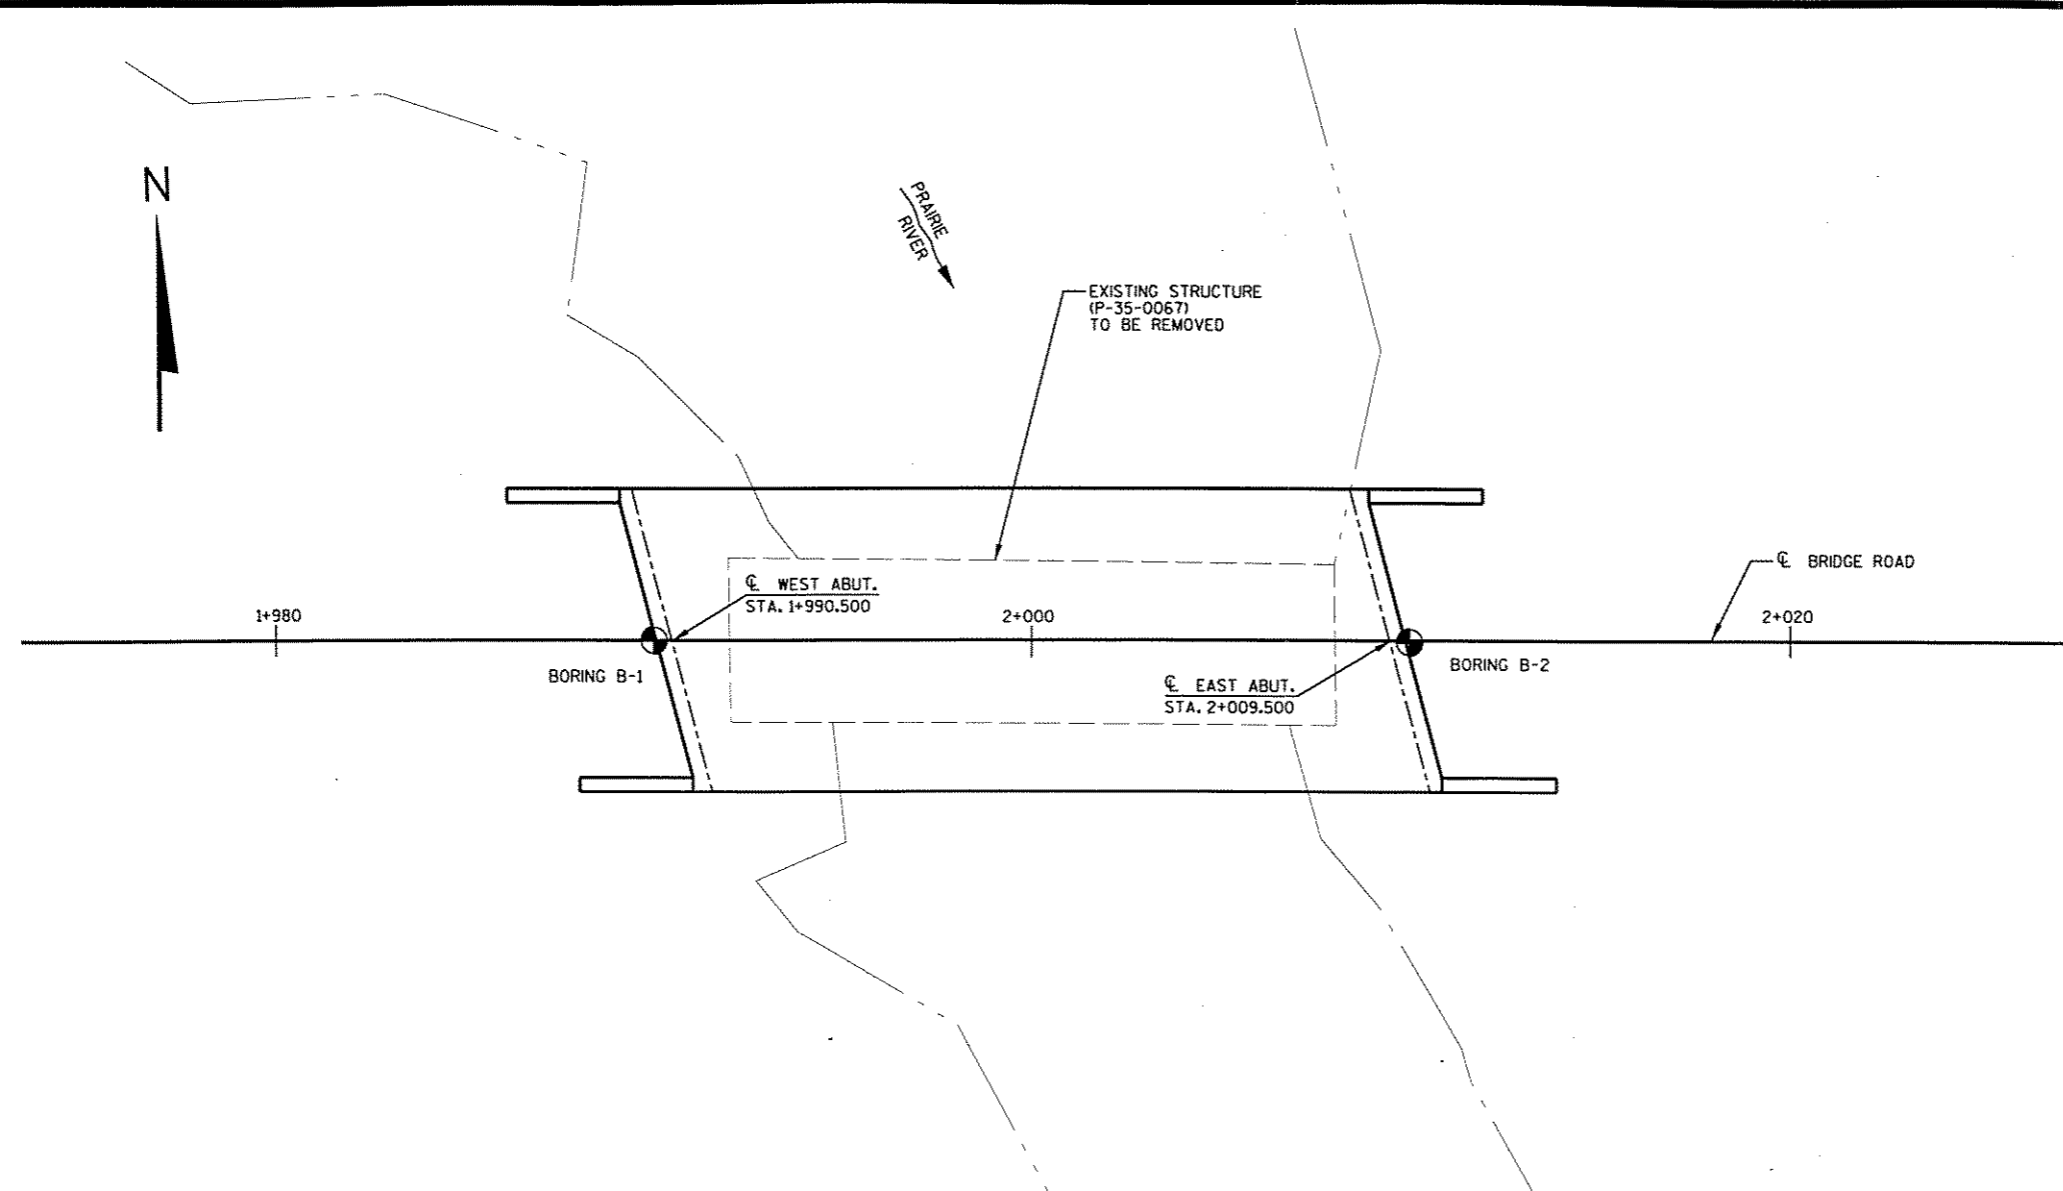 N
PRAIRIE
RIVER
EXISTING STRUCTURE
(P-35-0067)
TO BE REMOVED
℄ WEST ABUT.
STA. 1+990.500
℄ BRIDGE ROAD
1+980
2+000
2+020
BORING B-1
BORING B-2
℄ EAST ABUT.
STA. 2+009.500